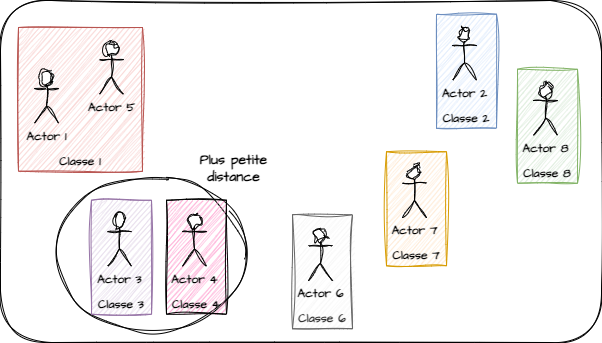 Actor 1
Actor 5
Classe 1
Actor 2
Classe 2
Actor 8
Classe 8
Plus petite
distance
Actor 7
Classe 7
Actor 3
Classe 3
Actor 4
Classe 4
Actor 6
Classe 6